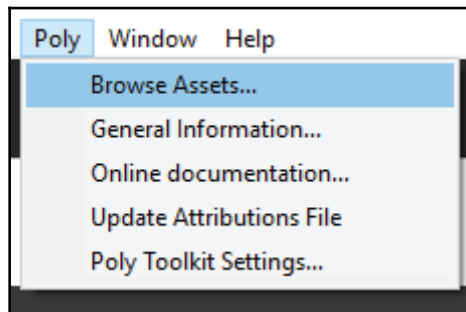 Poly Window Help
Browse Assets...
General Information...
Online documentation...
Update Attributions File
Poly Toolkit Settings...